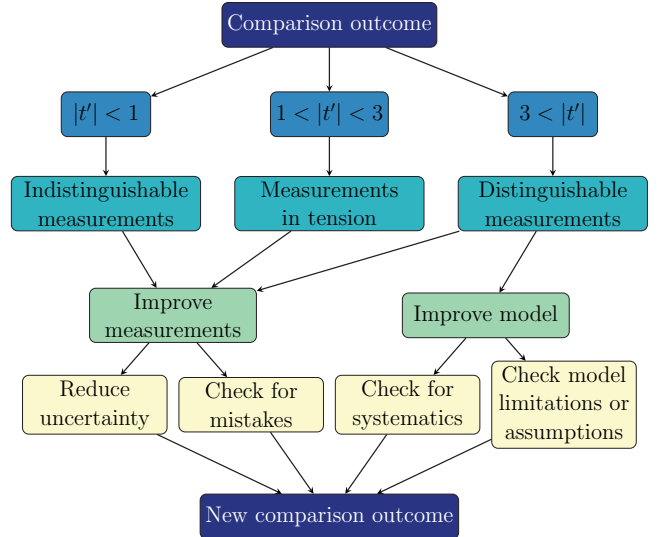 Comparison outcome
|t′| < 1
1 < |t′| < 3
3 < |t′|
Indistinguishable
measurements
Measurements
in tension
Distinguishable
measurements
Improve
measurements
Improve model
Reduce
uncertainty
Check for
mistakes
Check for
systematics
Check model
limitations or
assumptions
New comparison outcome